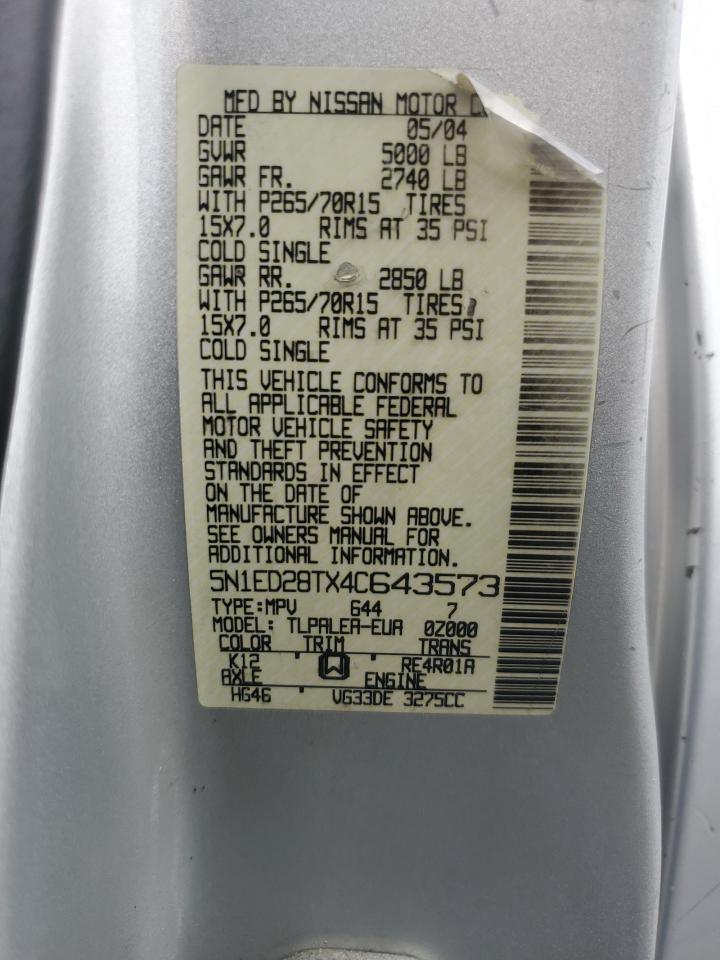 MFD BY NISSAN MOTOR
DATE 05/04
GVWR 5000 LB
GAWR FR. 2740 LB
WITH P265/70R15 TIRES
15X7.0 RIMS AT 35 PSI
COLD SINGLE
GAWR RR. 2850 LB
WITH P265/70R15 TIRES
15X7.0 RIMS AT 35 PSI
COLD SINGLE
THIS VEHICLE CONFORMS TO
ALL APPLICABLE FEDERAL
MOTOR VEHICLE SAFETY
AND THEFT PREVENTION
STANDARDS IN EFFECT
ON THE DATE OF
MANUFACTURE SHOWN ABOVE.
SEE OWNERS MANUAL FOR
ADDITIONAL INFORMATION.
5N1ED28TX4C643573
TYPE:MPV 644 7
MODEL: TLPALEA-EUA 0Z000
COLOR TRIM TRANS
K12 W RE4R01A
AXLE ENGINE
HG46 VG33DE 3275CC